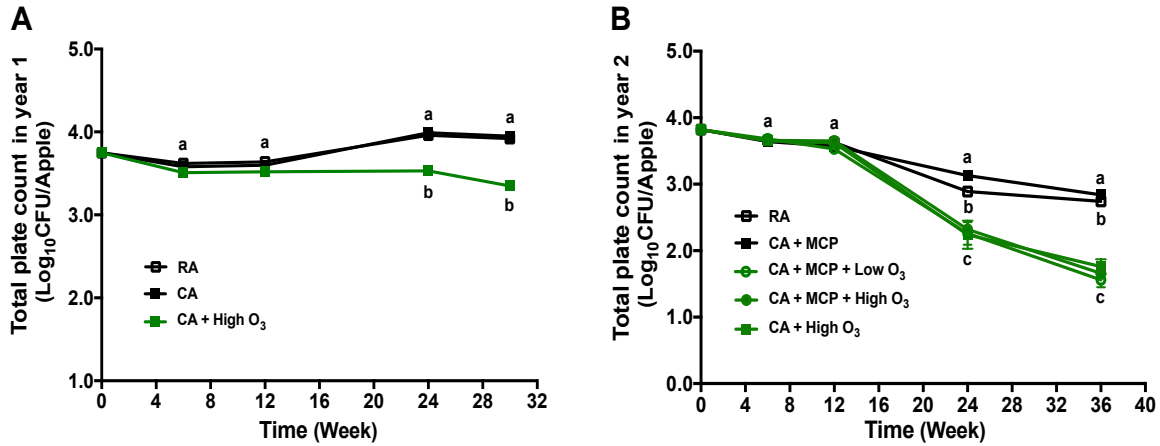 A
Total plate count in year 1
(Log₁₀CFU/Apple)
5.0
4.0
3.0
2.0
1.0
a
a
a
a
b
b
RA
CA
CA + High O₃
0
4
8
12
16
20
24
28
32
Time (Week)
B
Total plate count in year 2
(Log₁₀CFU/Apple)
5.0
4.0
3.0
2.0
1.0
0.0
a
a
a
b
c
a
b
c
RA
CA + MCP
CA + MCP + Low O₃
CA + MCP + High O₃
CA + High O₃
0
4
8
12
16
20
24
28
32
36
40
Time (Week)